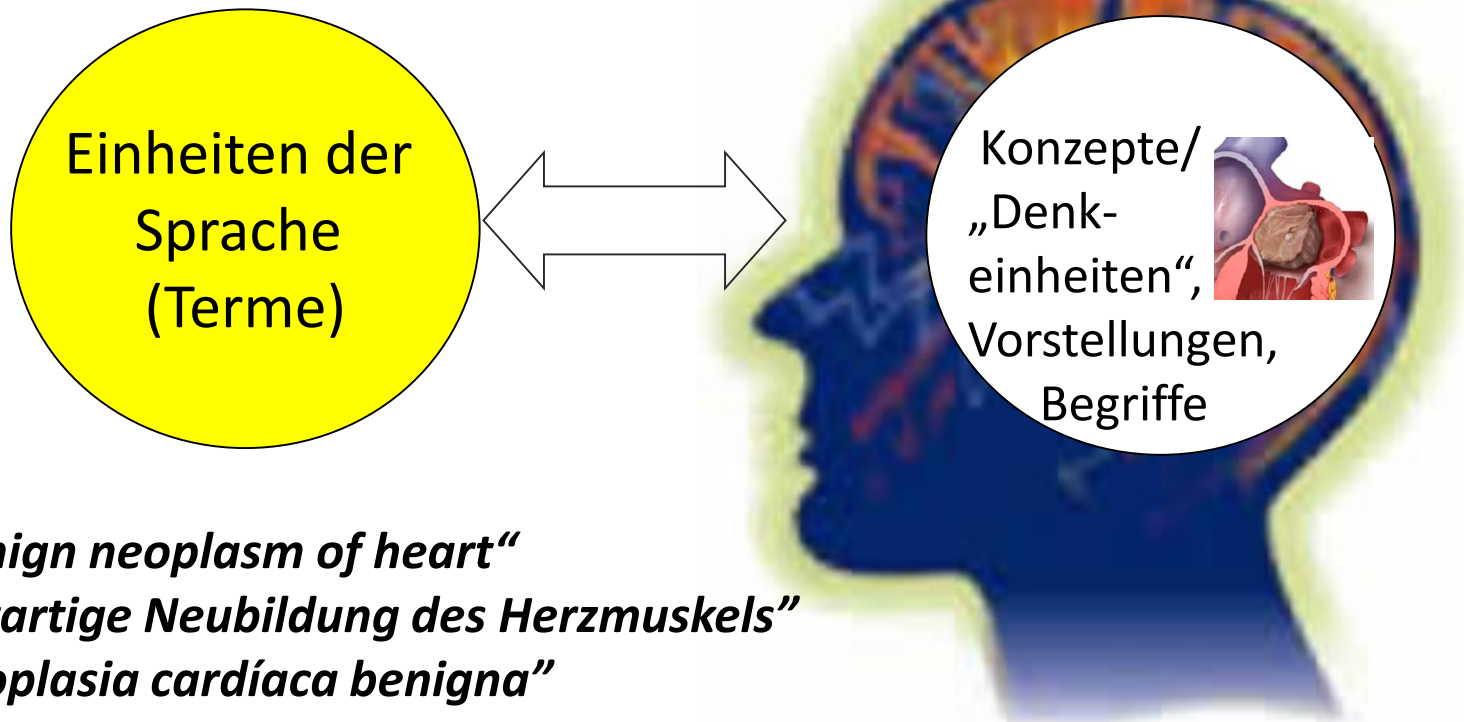 Einheiten der
Sprache
(Terme)
Konzepte/
„Denk-
einheiten“,
Vorstellungen,
Begriffe
nign neoplasm of heart“
artige Neubildung des Herzmuskels”
oplasia cardíaca benigna”